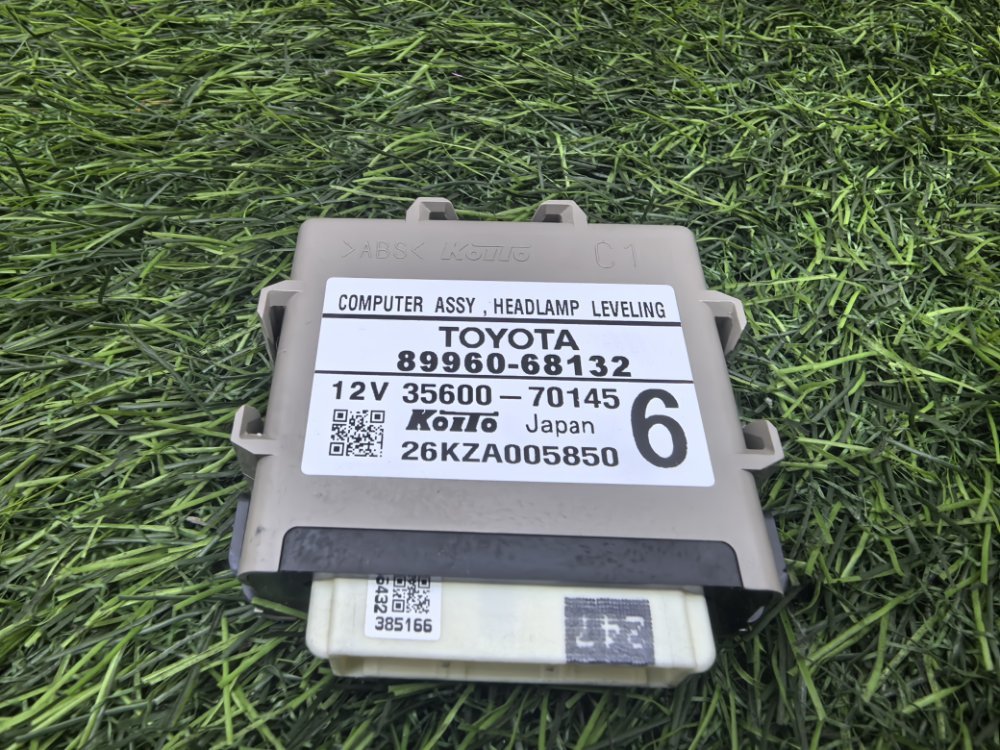 >ABS< KOITO C1
COMPUTER ASSY , HEADLAMP LEVELING
TOYOTA
89960-68132
12V 35600-70145
KOITO Japan 6
26KZA005850
385166